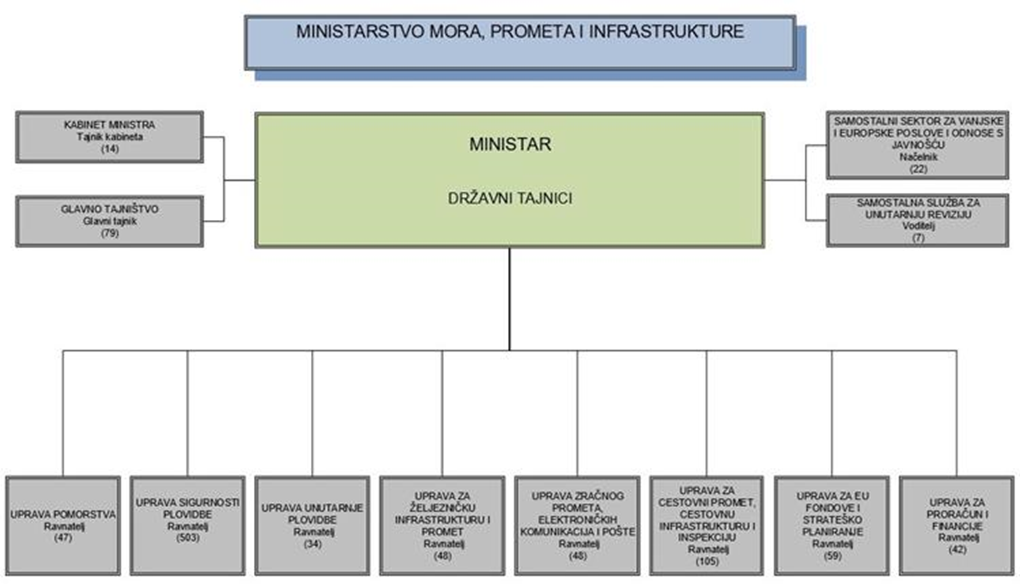 MINISTARSTVO MORA, PROMETA I INFRASTRUKTURE
KABINET MINISTRA
Tajnik kabineta
(14)
GLAVNO TAJNIŠTVO
Glavni tajnik
(79)
MINISTAR
DRŽAVNI TAJNICI
SAMOSTALNI SEKTOR ZA VANJSKE
I EUROPSKE POSLOVE I ODNOSE S
JAVNOŠĆU
Načelnik
(22)
SAMOSTALNA SLUŽBA ZA
UNUTARNJU REVIZIJU
Voditelj
(7)
UPRAVA POMORSTVA
Ravnatelj
(47)
UPRAVA SIGURNOSTI
PLOVIDBE
Ravnatelj
(503)
UPRAVA UNUTARNJE
PLOVIDBE
Ravnatelj
(34)
UPRAVA ZA
ŽELJEZNIČKU
INFRASTRUKTURU I
PROMET
Ravnatelj
(48)
UPRAVA ZRAČNOG
PROMETA,
ELEKTRONIČKIH
KOMUNIKACIJA I POŠTE
Ravnatelj
(48)
UPRAVA ZA
CESTOVNI PROMET,
CESTOVNU
INFRASTRUKTURU I
INSPEKCIJU
Ravnatelj
(105)
UPRAVA ZA EU
FONDOVE I
STRATEŠKO
PLANIRANJE
Ravnatelj
(59)
UPRAVA ZA
PRORAČUN I
FINANCIJE
Ravnatelj
(42)